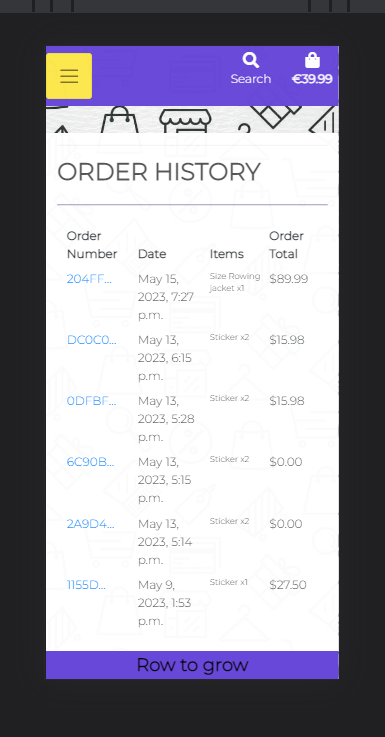 Search
€39.99
ORDER HISTORY
Order Number Date Items Order Total
204FF... May 15, 2023, 7:27 p.m. Size Rowing jacket x1 $89.99
DC0C0... May 13, 2023, 6:15 p.m. Sticker x2 $15.98
0DFBF... May 13, 2023, 5:28 p.m. Sticker x2 $15.98
6C90B... May 13, 2023, 5:15 p.m. Sticker x2 $0.00
2A9D4... May 13, 2023, 5:14 p.m. Sticker x2 $0.00
1155D... May 9, 2023, 1:53 p.m. Sticker x1 $27.50
Row to grow